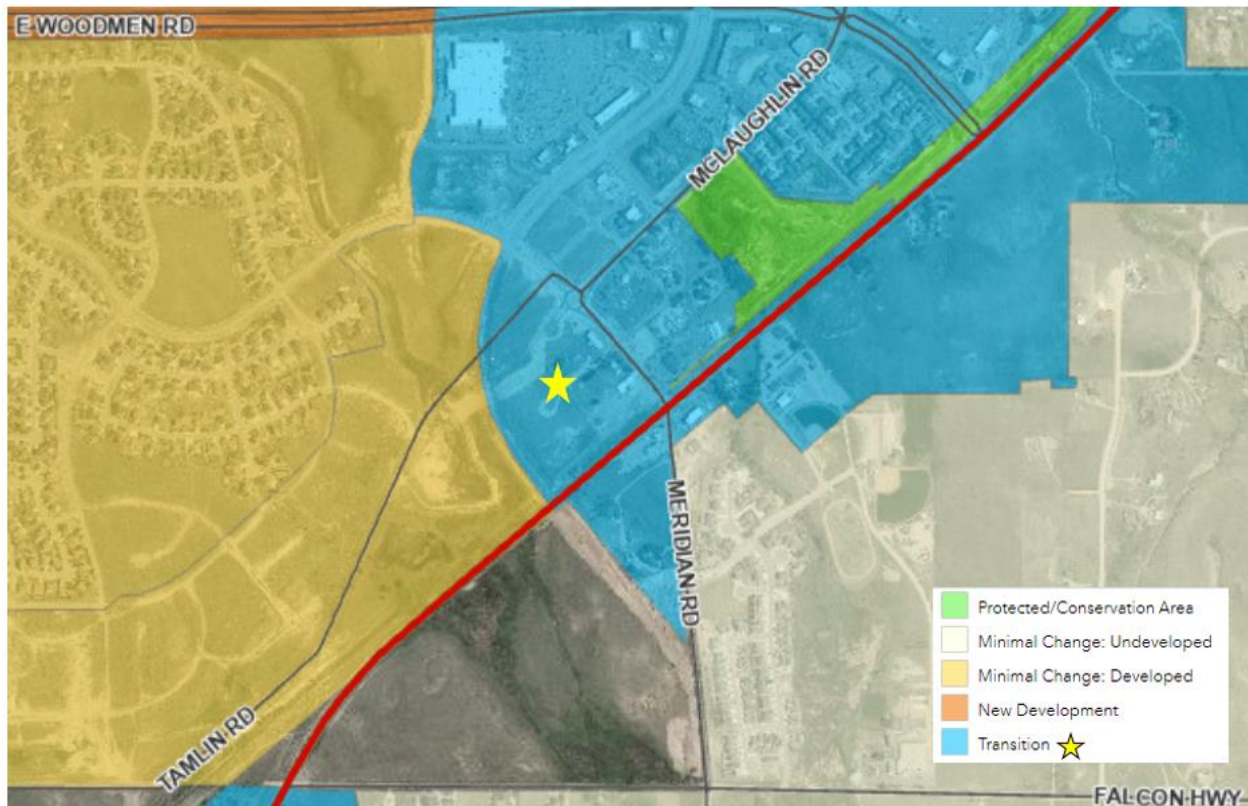 E WOODMEN RD
MCLAUGHLIN RD
MERIDIAN RD
TAMLIN RD
FALCON HWY
Protected/Conservation Area
Minimal Change: Undeveloped
Minimal Change: Developed
New Development
Transition